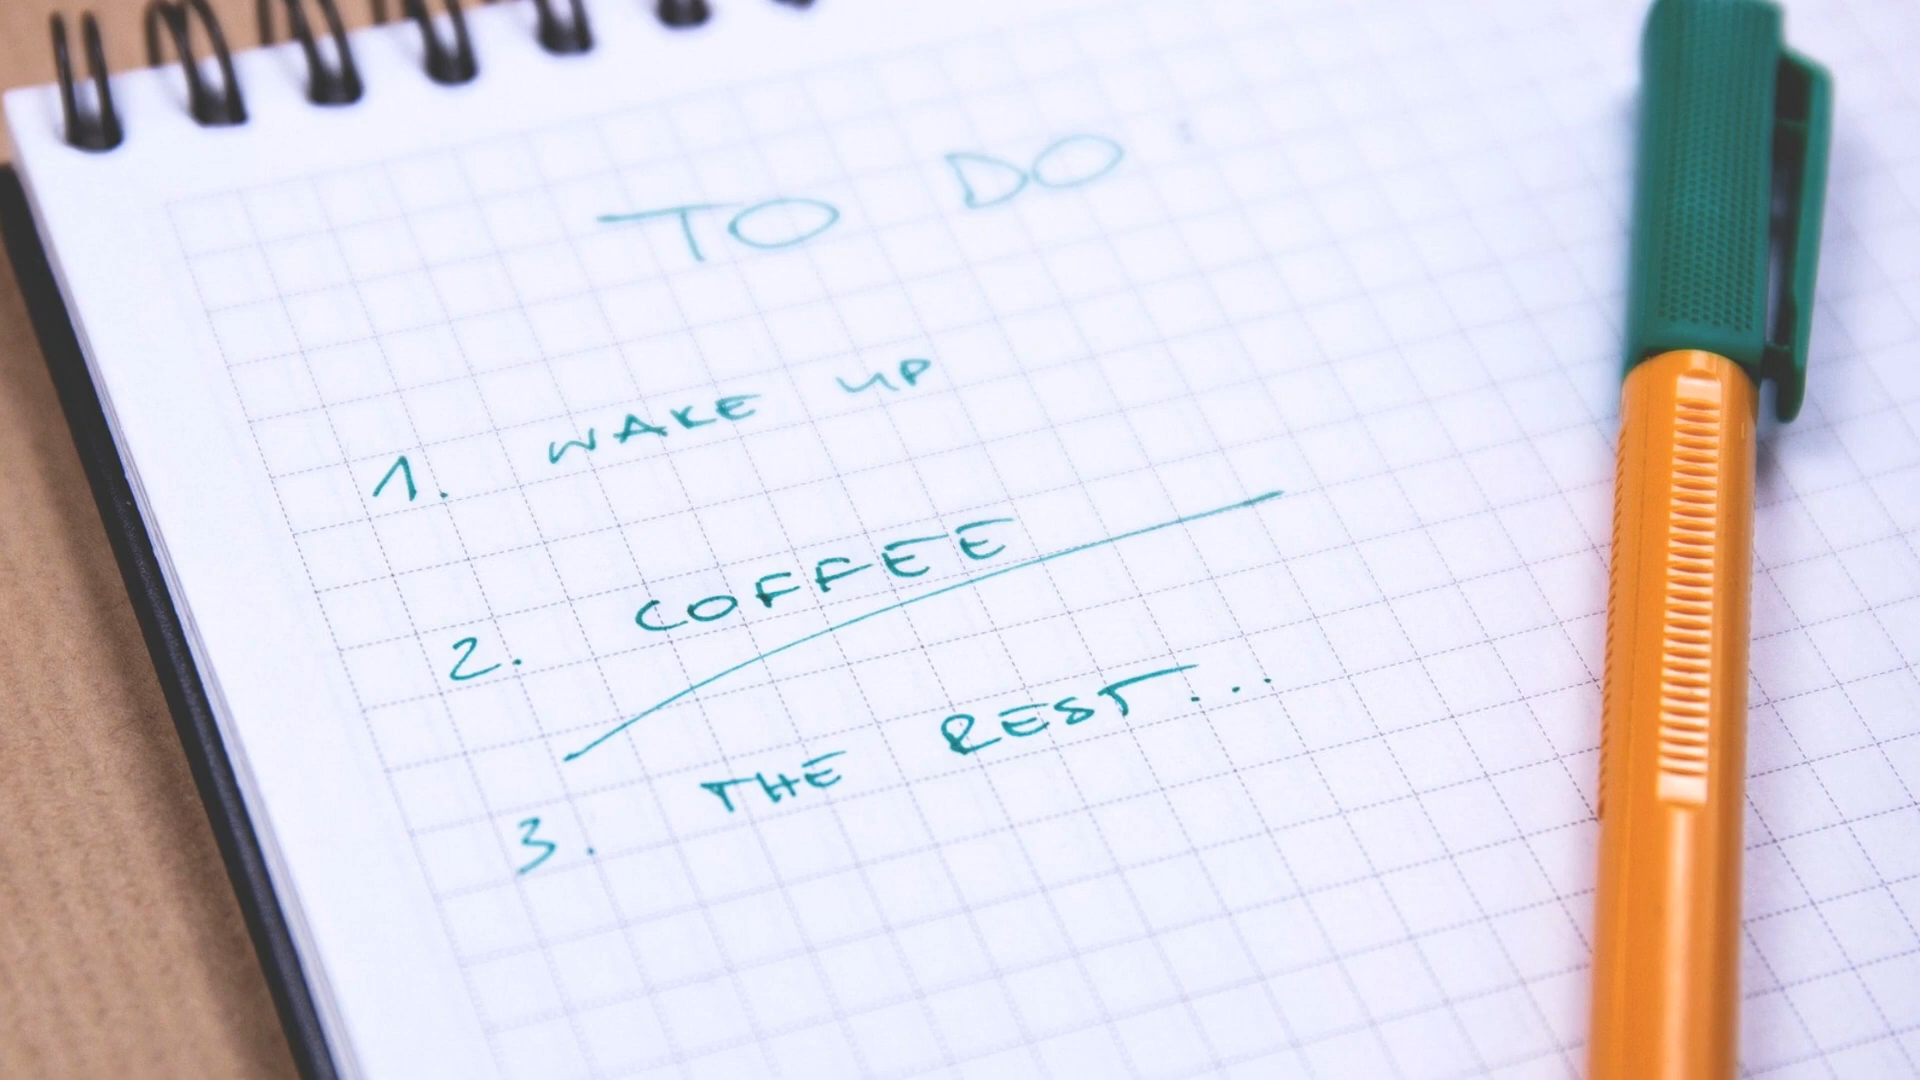 TO DO
1. WAKE UP
2. COFFEE
3. THE REST...